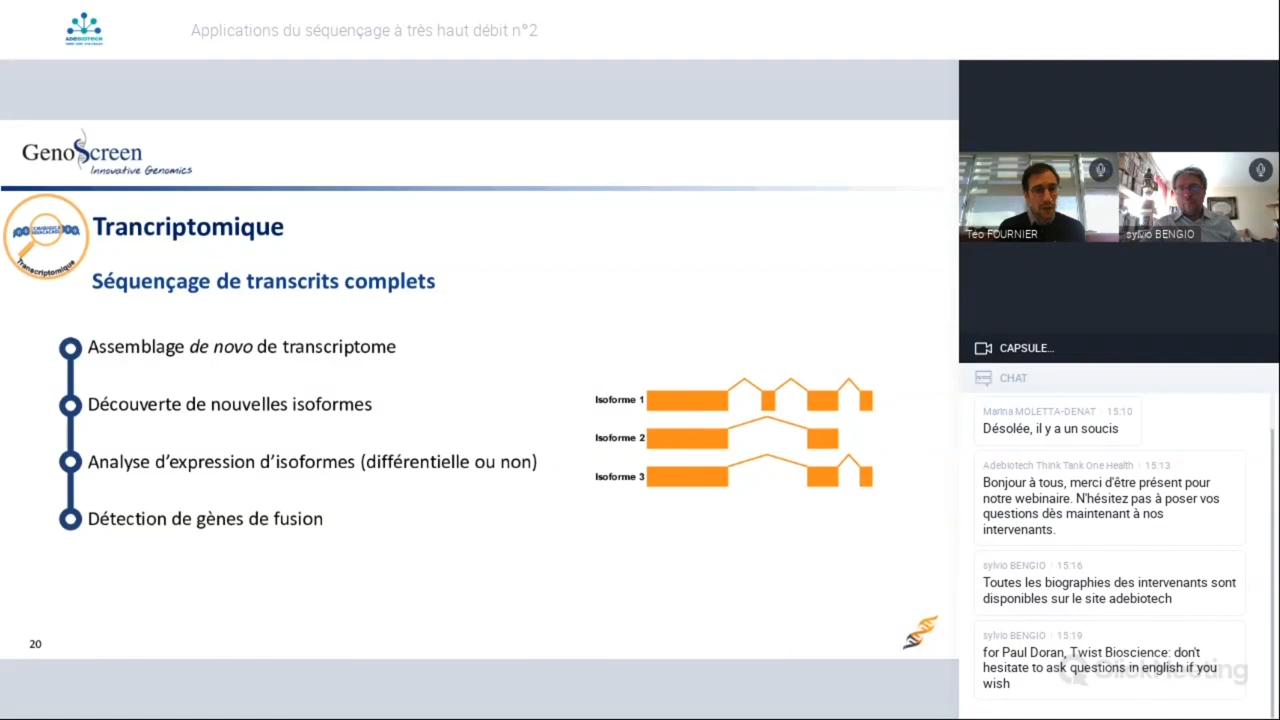 ADEBIOTECH
Applications du séquençage à très haut débit n°2
GenoScreen
Innovative Genomics
Transcriptomique
Trancriptomique
Séquençage de transcrits complets
Assemblage de novo de transcriptome
Découverte de nouvelles isoformes
Analyse d’expression d’isoformes (différentielle ou non)
Détection de gènes de fusion
Isoforme 1
Isoforme 2
Isoforme 3
20
Téo FOURNIER
sylvio BENGIO
CAPSULE...
CHAT
Marina MOLETTA-DENAT 15:10
Désolée, il y a un soucis
Adebiotech Think Tank One Health 15:13
Bonjour à tous, merci d'être présent pour
notre webinaire. N'hésitez pas à poser vos
questions dès maintenant à nos
intervenants.
sylvio BENGIO 15:16
Toutes les biographies des intervenants sont
disponibles sur le site adebiotech
sylvio BENGIO 15:19
for Paul Doran, Twist Bioscience: don't
hesitate to ask questions in english if you
wish
ClickMeeting